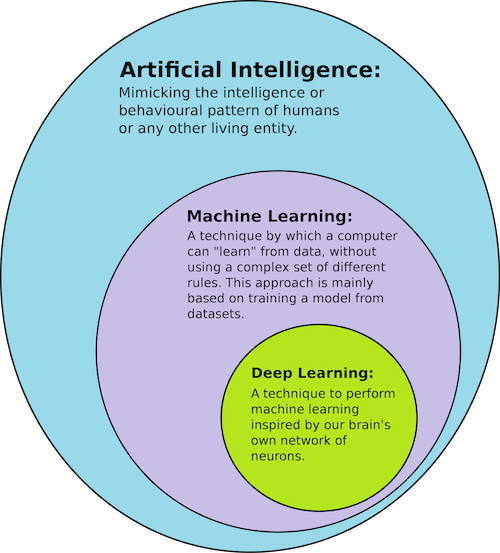 Artificial Intelligence:
Mimicking the intelligence or
behavioural pattern of humans
or any other living entity.
Machine Learning:
A technique by which a computer
can "learn" from data, without
using a complex set of different
rules. This approach is mainly
based on training a model from
datasets.
Deep Learning:
A technique to perform
machine learning
inspired by our brain's
own network of
neurons.